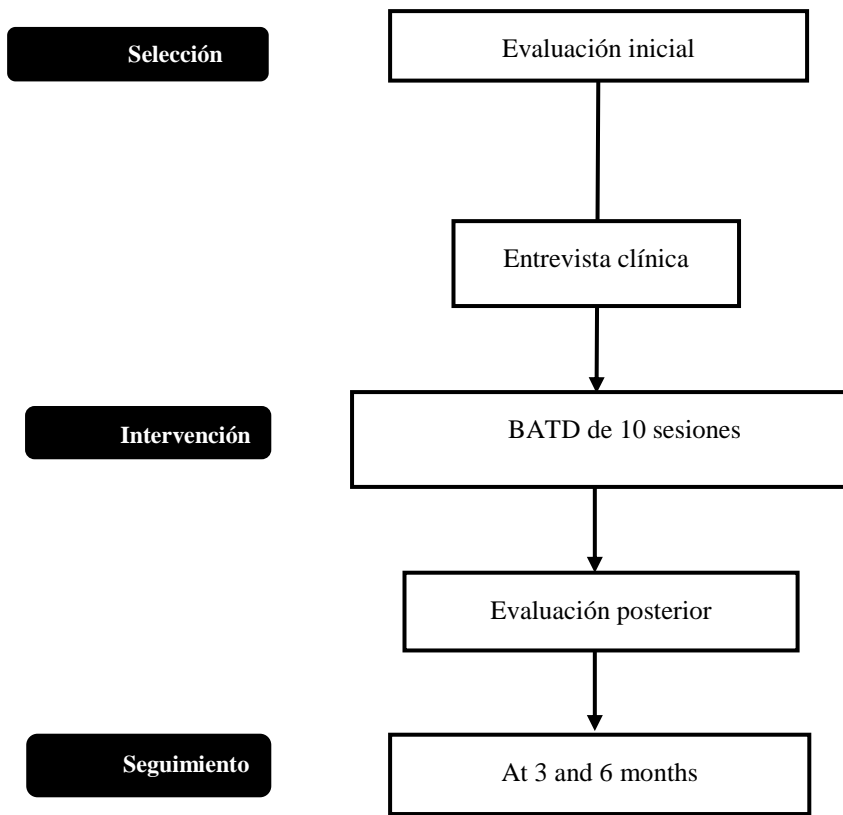 Selección
Evaluación inicial
Entrevista clínica
Intervención
BATD de 10 sesiones
Evaluación posterior
Seguimiento
At 3 and 6 months